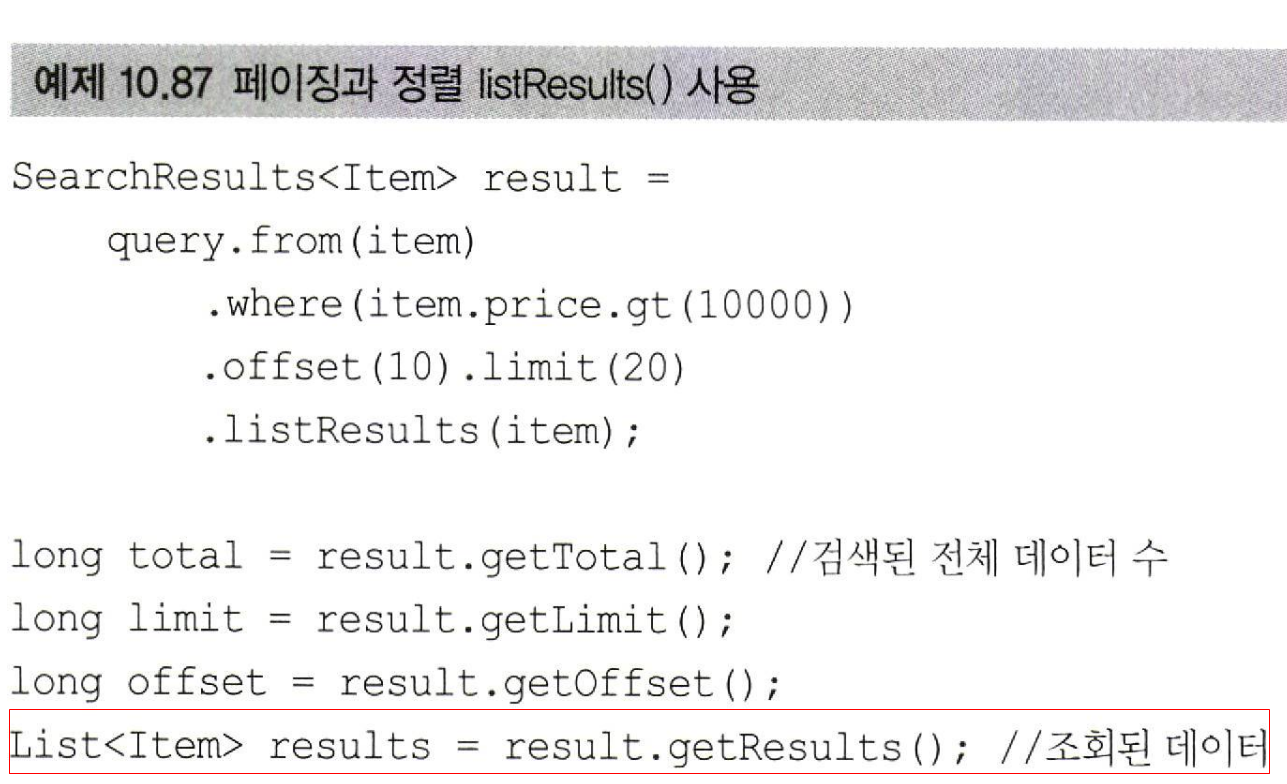 예제 10.87 페이징과 정렬 listResults() 사용
SearchResults<Item> result =
    query.from(item)
        .where(item.price.gt(10000))
        .offset(10).limit(20)
        .listResults(item);
long total = result.getTotal(); //검색된 전체 데이터 수
long limit = result.getLimit();
long offset = result.getOffset();
List<Item> results = result.getResults(); //조회된 데이터